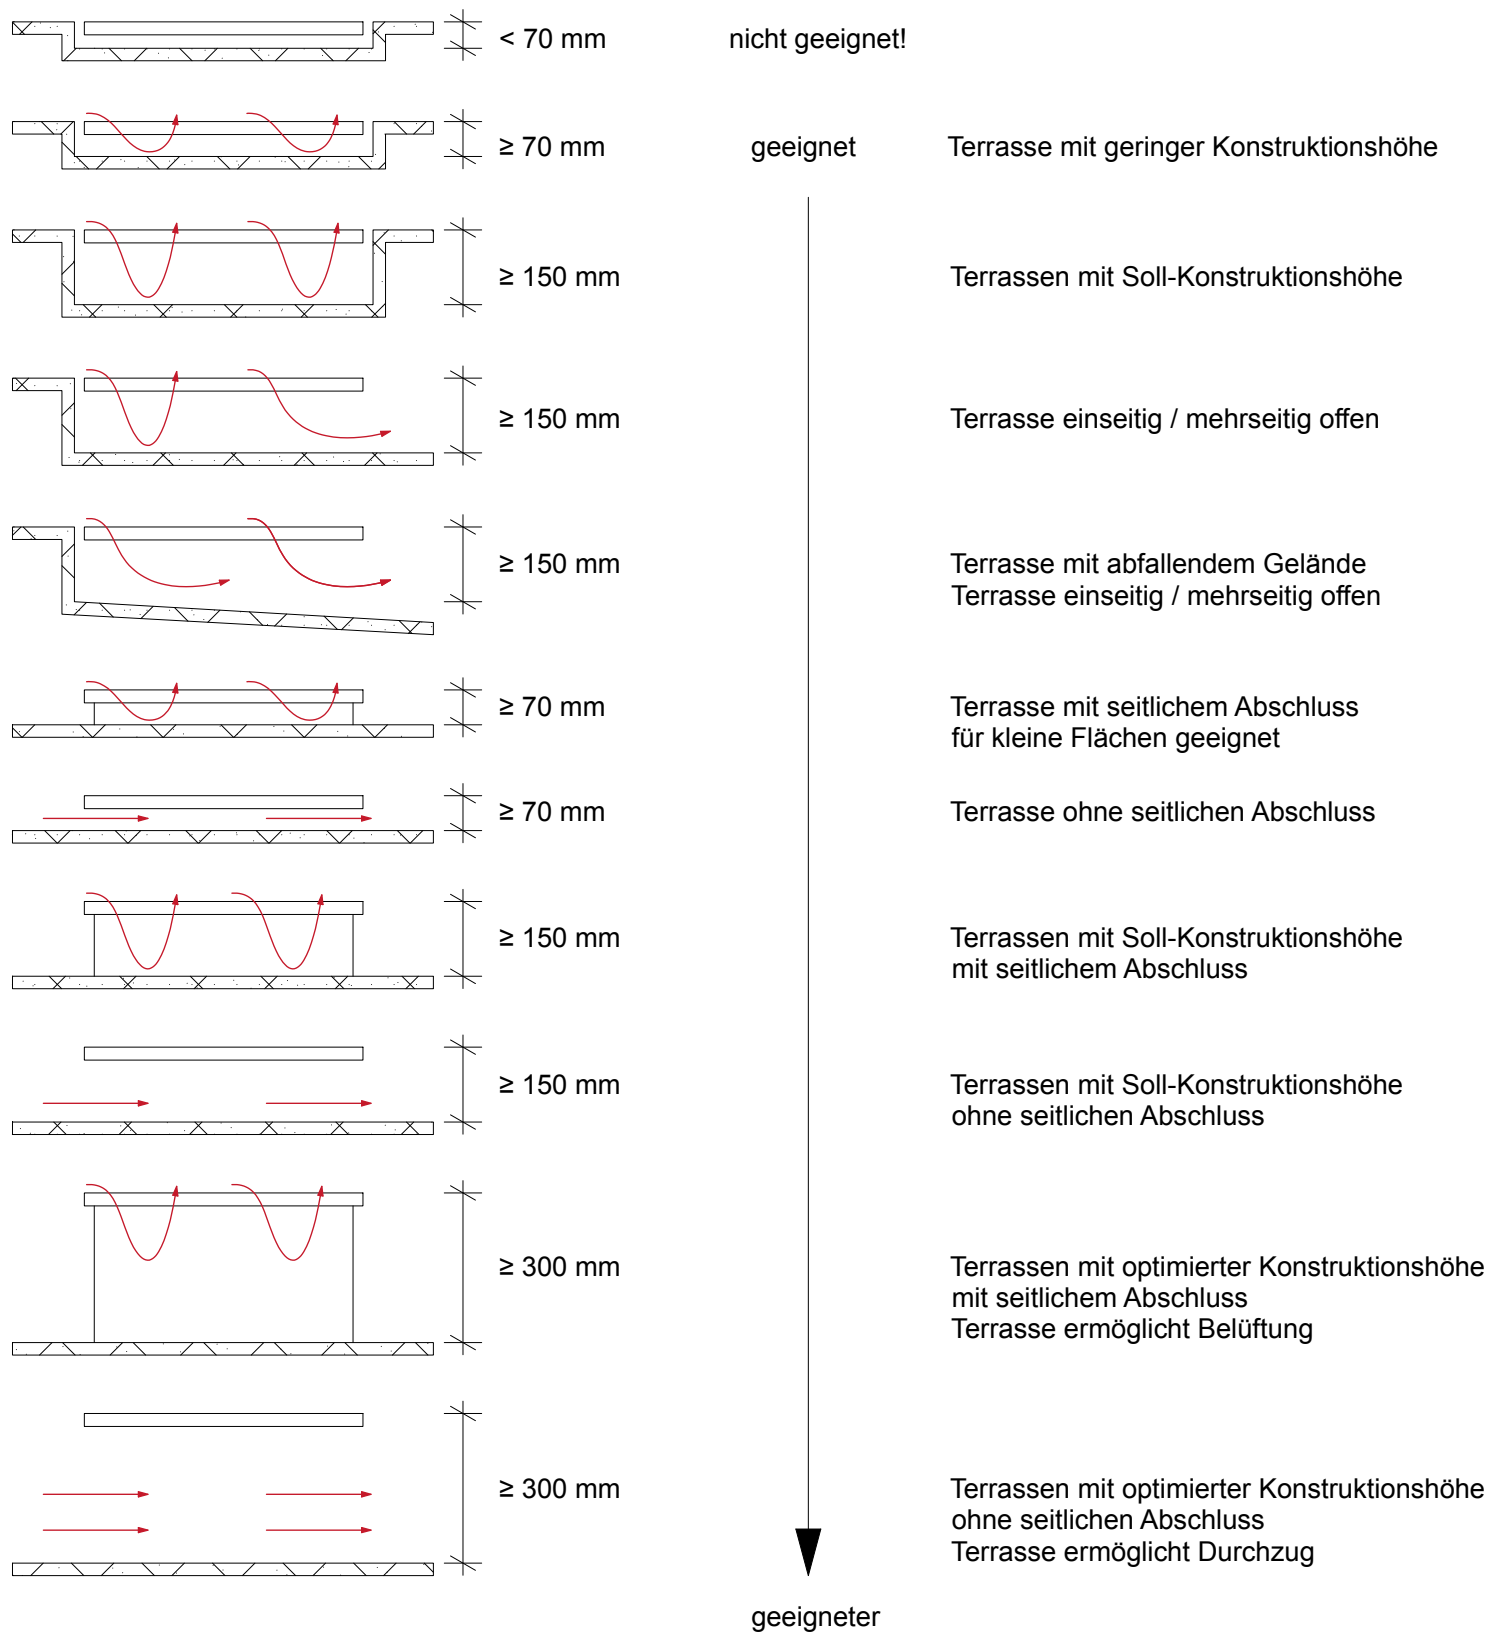 < 70 mm nicht geeignet!
≥ 70 mm geeignet Terrasse mit geringer Konstruktionshöhe
≥ 150 mm Terrassen mit Soll-Konstruktionshöhe
≥ 150 mm Terrasse einseitig / mehrseitig offen
≥ 150 mm Terrasse mit abfallendem Gelände
Terrasse einseitig / mehrseitig offen
≥ 70 mm Terrasse mit seitlichem Abschluss
für kleine Flächen geeignet
≥ 70 mm Terrasse ohne seitlichen Abschluss
≥ 150 mm Terrassen mit Soll-Konstruktionshöhe
mit seitlichem Abschluss
≥ 150 mm Terrassen mit Soll-Konstruktionshöhe
ohne seitlichen Abschluss
≥ 300 mm Terrassen mit optimierter Konstruktionshöhe
mit seitlichem Abschluss
Terrasse ermöglicht Belüftung
≥ 300 mm Terrassen mit optimierter Konstruktionshöhe
ohne seitlichen Abschluss
Terrasse ermöglicht Durchzug
geeigneter